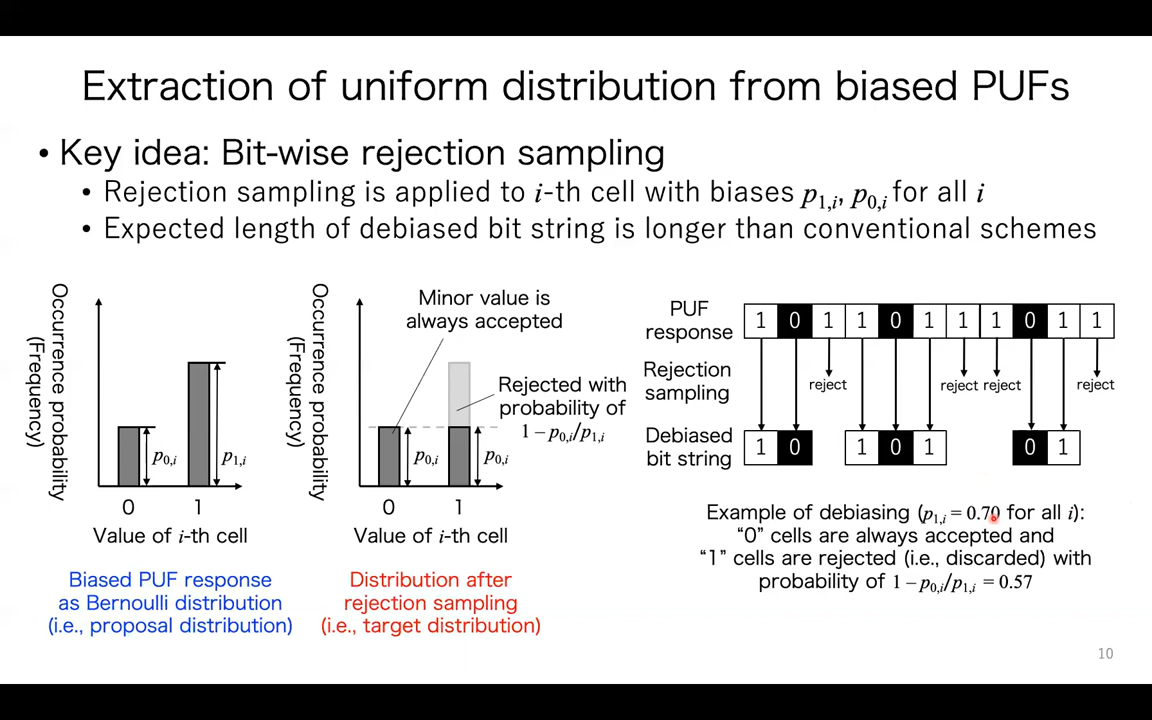 Extraction of uniform distribution from biased PUFs
• Key idea: Bit-wise rejection sampling
• Rejection sampling is applied to i-th cell with biases p1,i, p0,i for all i
• Expected length of debiased bit string is longer than conventional schemes
Occurrence probability
(Frequency)
p0,i
p1,i
0 1
Value of i-th cell
Biased PUF response
as Bernoulli distribution
(i.e., proposal distribution)
Occurrence probability
(Frequency)
Minor value is
always accepted
Rejected with
probability of
1 − p0,i/p1,i
p0,i
p0,i
0 1
Value of i-th cell
Distribution after
rejection sampling
(i.e., target distribution)
PUF
response
1 0 1 1 0 1 1 1 0 1 1
Rejection
sampling
reject reject reject reject
Debiased
bit string
1 0 1 0 1 0 1
Example of debiasing (p1,i = 0.70 for all i):
“0” cells are always accepted and
“1” cells are rejected (i.e., discarded) with
probability of 1 − p0,i/p1,i = 0.57
10